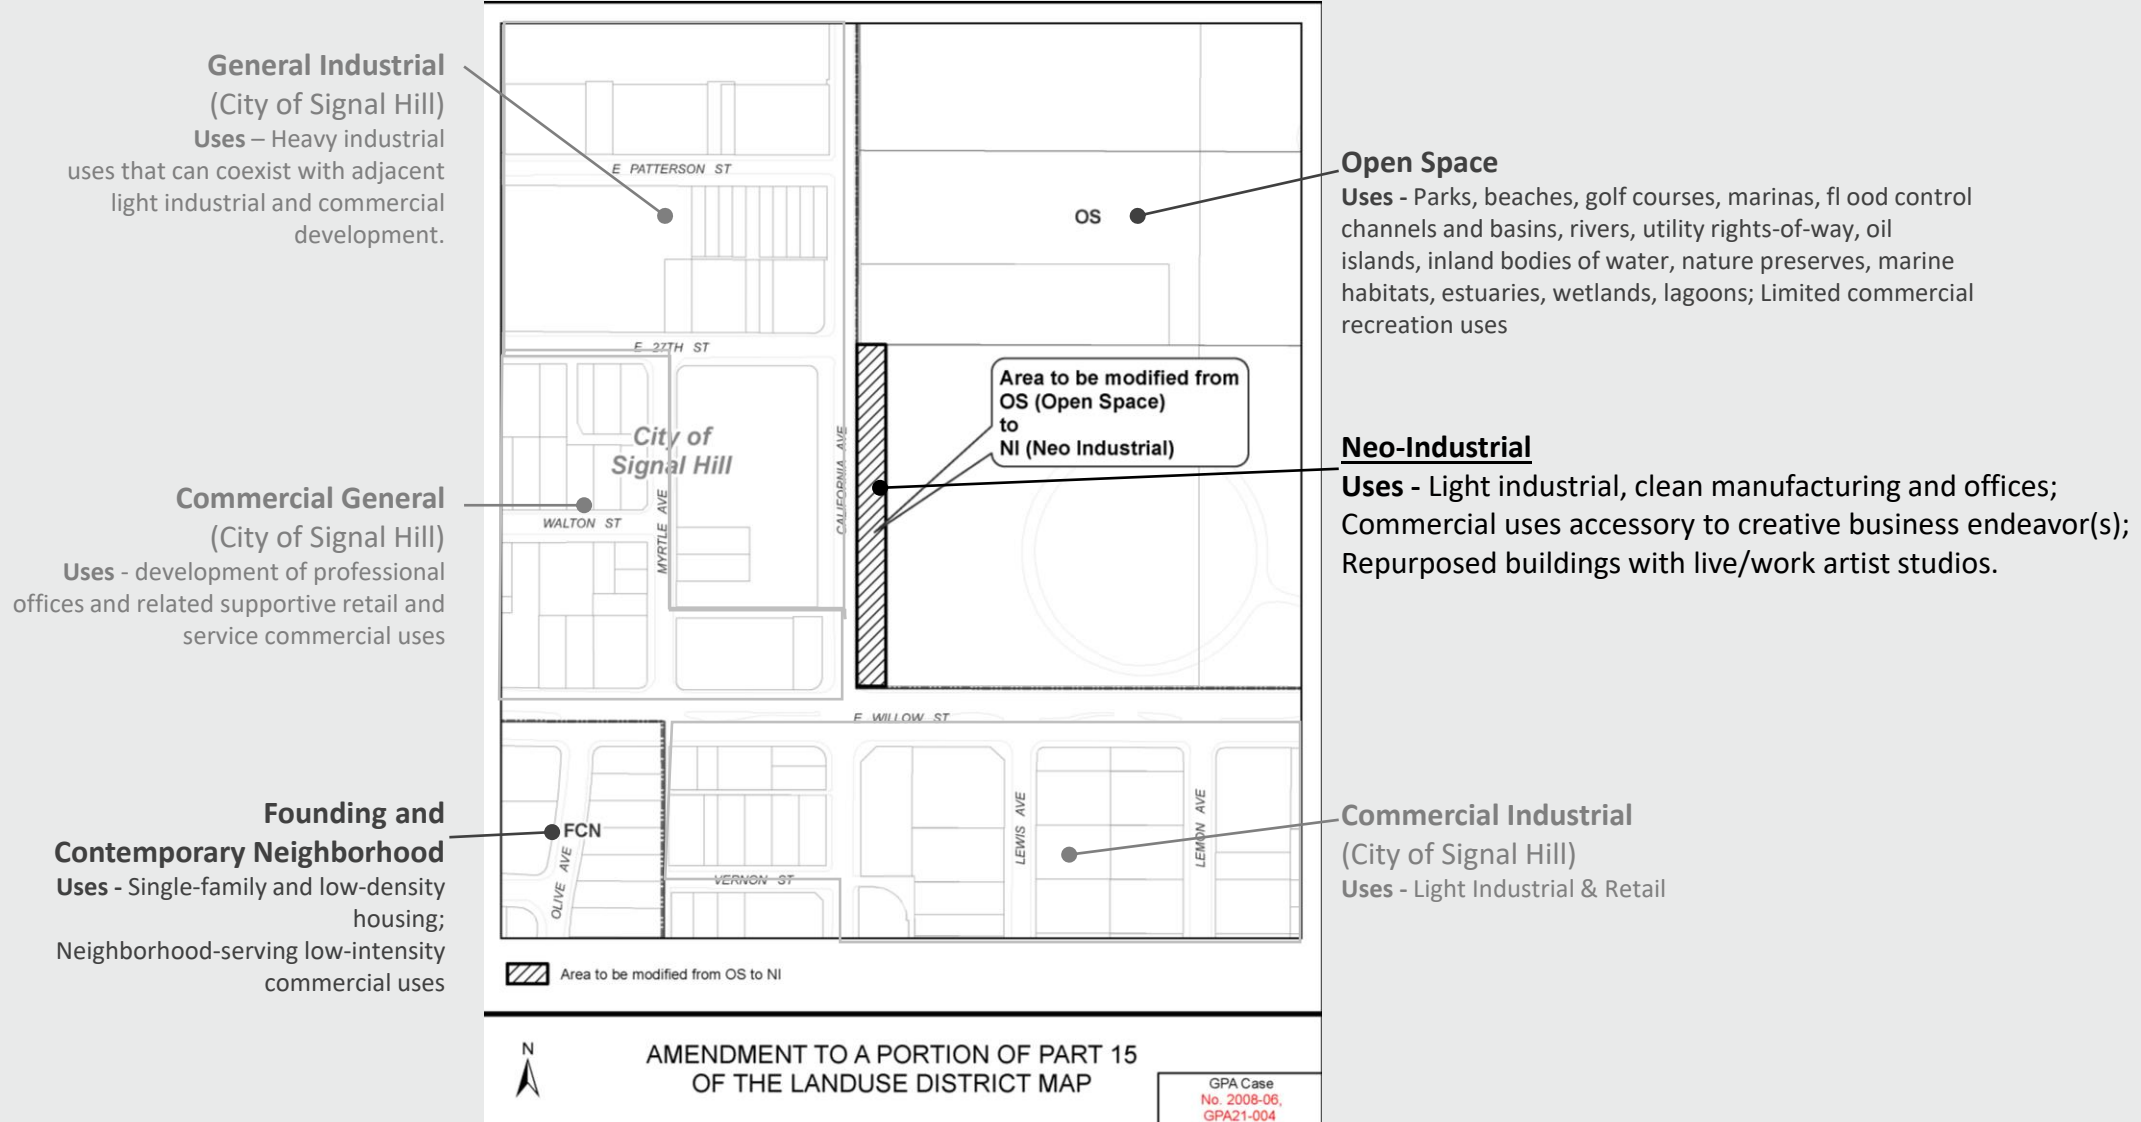 General Industrial
(City of Signal Hill)
Uses – Heavy industrial
uses that can coexist with adjacent
light industrial and commercial
development.
Commercial General
(City of Signal Hill)
Uses - development of professional
offices and related supportive retail and
service commercial uses
Founding and
Contemporary Neighborhood
Uses - Single-family and low-density
housing;
Neighborhood-serving low-intensity
commercial uses
E PATTERSON ST
OS
E 27TH ST
Area to be modified from
OS (Open Space)
to
NI (Neo Industrial)
City of
Signal Hill
CALIFORNIA AVE
MYRTLE AVE
WALTON ST
E WILLOW ST
FCN
OLIVE AVE
LEWIS AVE
LEMON AVE
VERNON ST
Area to be modified from OS to NI
N
AMENDMENT TO A PORTION OF PART 15
OF THE LANDUSE DISTRICT MAP
GPA Case
No. 2008-06,
GPA21-004
Open Space
Uses - Parks, beaches, golf courses, marinas, fl ood control
channels and basins, rivers, utility rights-of-way, oil
islands, inland bodies of water, nature preserves, marine
habitats, estuaries, wetlands, lagoons; Limited commercial
recreation uses
Neo-Industrial
Uses - Light industrial, clean manufacturing and offices;
Commercial uses accessory to creative business endeavor(s);
Repurposed buildings with live/work artist studios.
Commercial Industrial
(City of Signal Hill)
Uses - Light Industrial & Retail